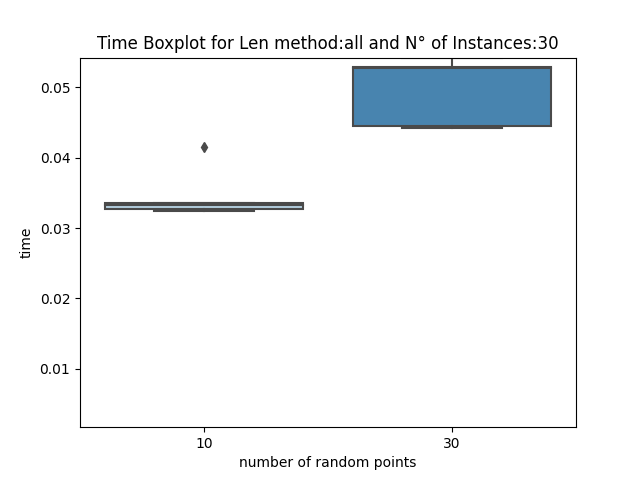 Time Boxplot for Len method:all and N° of Instances:30
0.05
0.04
0.03
0.02
0.01
time
10
30
number of random points